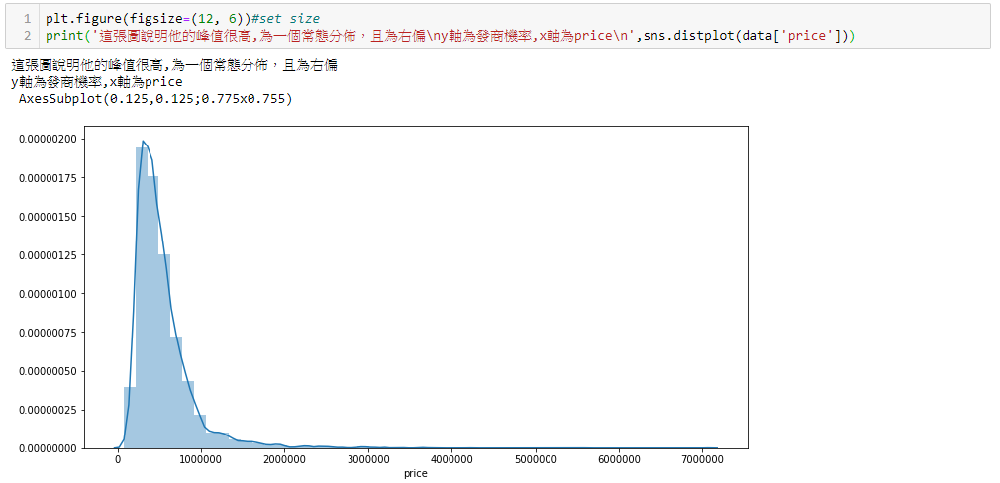 1 plt.figure(figsize=(12, 6))#set size
2 print('這張圖說明他的峰值很高,為一個常態分佈，且為右偏\ny軸為發商機率,x軸為price\n',sns.distplot(data['price']))
這張圖說明他的峰值很高,為一個常態分佈，且為右偏
y軸為發商機率,x軸為price
AxesSubplot(0.125,0.125;0.775x0.755)
0.00000200
0.00000175
0.00000150
0.00000125
0.00000100
0.00000075
0.00000050
0.00000025
0.00000000
0 1000000 2000000 3000000 4000000 5000000 6000000 7000000
price